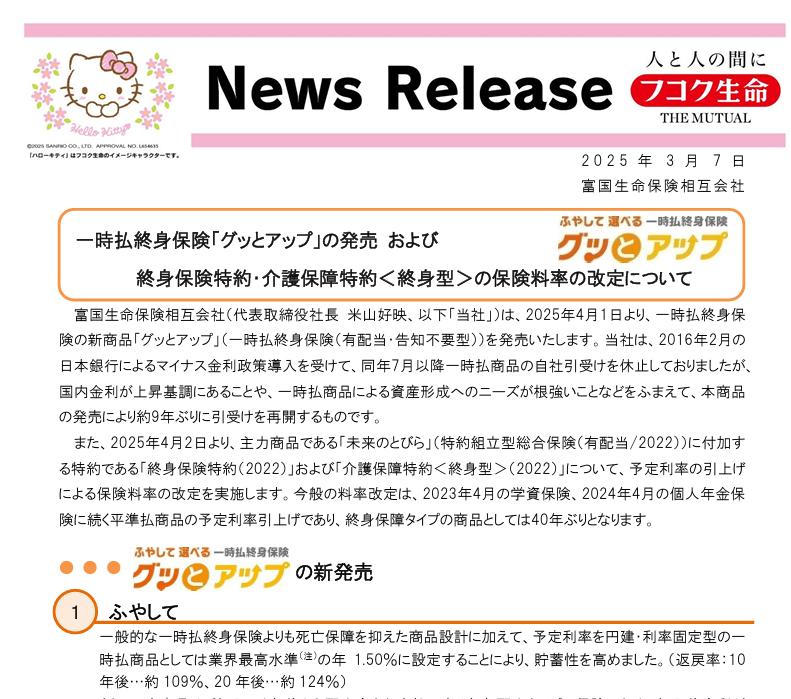 Hello Kitty
©2025 SANRIO CO., LTD. APPROVAL NO. L654635
「ハローキティ」はフコク生命のイメージキャラクターです。
News Release
人と人の間に
フコク生命
THE MUTUAL
2025年3月7日
富国生命保険相互会社
ふやして 選べる 一時払終身保険
グッとアップ
一時払終身保険「グッとアップ」の発売 および
終身保険特約・介護保障特約<終身型>の保険料率の改定について
富国生命保険相互会社(代表取締役社長 米山好映、以下「当社」)は、2025年4月1日より、一時払終身保
険の新商品「グッとアップ」(一時払終身保険(有配当・告知不要型))を発売いたします。当社は、2016年2月の
日本銀行によるマイナス金利政策導入を受けて、同年7月以降一時払商品の自社引受けを休止しておりましたが、
国内金利が上昇基調にあることや、一時払商品による資産形成へのニーズが根強いことなどをふまえて、本商品
の発売により約9年ぶりに引受けを再開するものです。
また、2025年4月2日より、主力商品である「未来のとびら」(特約組立型総合保険(有配当/2022))に付加す
る特約である「終身保険特約(2022)」および「介護保障特約<終身型>(2022)」について、予定利率の引上げ
による保険料率の改定を実施します。今般の料率改定は、2023年4月の学資保険、2024年4月の個人年金保
険に続く平準払商品の予定利率引上げであり、終身保障タイプの商品としては40年ぶりとなります。
ふやして 選べる 一時払終身保険
グッとアップ の新発売
1 ふやして
一般的な一時払終身保険よりも死亡保障を抑えた商品設計に加えて、予定利率を円建・利率固定型の一
時払商品としては業界最高水準(注)の年 1.50%に設定することにより、貯蓄性を高めました。(返戻率:10
年後…約 109%、20 年後…約 124%)